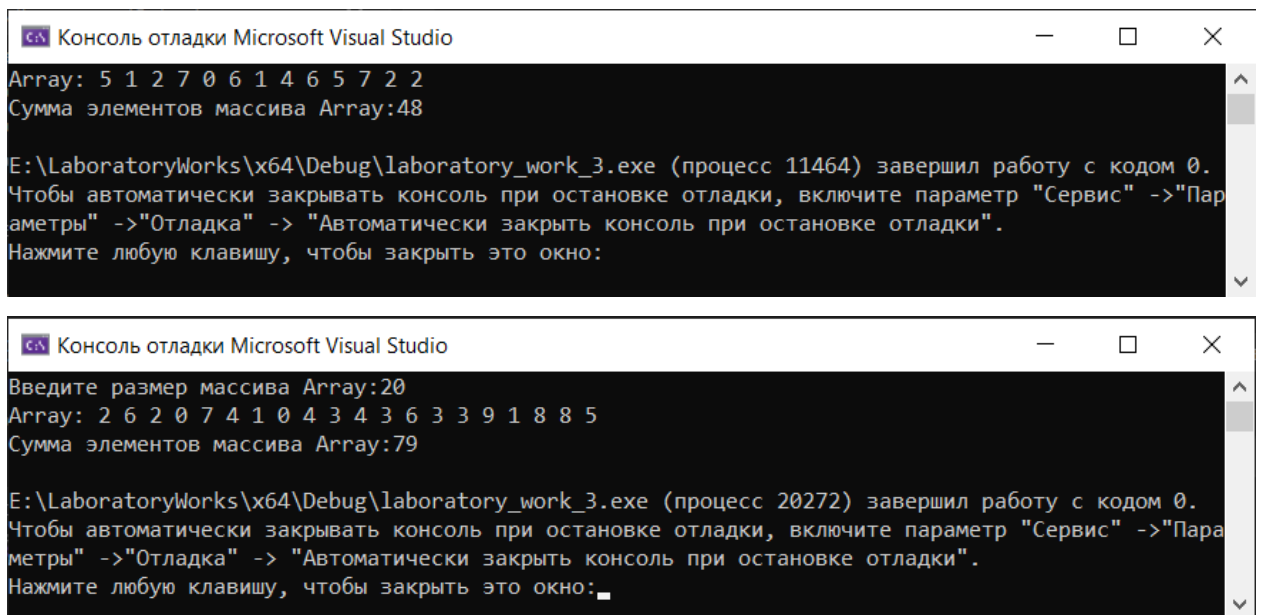 Консоль отладки Microsoft Visual Studio
Array: 5 1 2 7 0 6 1 4 6 5 7 2 2
Сумма элементов массива Array:48
E:\LaboratoryWorks\x64\Debug\laboratory_work_3.exe (процесс 11464) завершил работу с кодом 0.
Чтобы автоматически закрывать консоль при остановке отладки, включите параметр "Сервис" ->"Пар
аметры" ->"Отладка" -> "Автоматически закрыть консоль при остановке отладки".
Нажмите любую клавишу, чтобы закрыть это окно:
Консоль отладки Microsoft Visual Studio
Введите размер массива Array:20
Array: 2 6 2 0 7 4 1 0 4 3 4 3 6 3 3 9 1 8 8 5
Сумма элементов массива Array:79
E:\LaboratoryWorks\x64\Debug\laboratory_work_3.exe (процесс 20272) завершил работу с кодом 0.
Чтобы автоматически закрывать консоль при остановке отладки, включите параметр "Сервис" ->"Пара
метры" ->"Отладка" -> "Автоматически закрыть консоль при остановке отладки".
Нажмите любую клавишу, чтобы закрыть это окно: